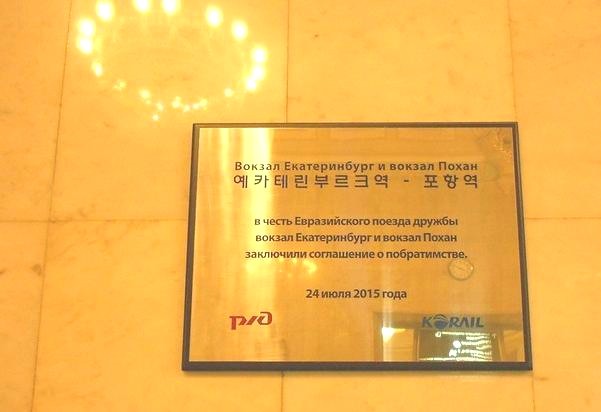 Вокзал Екатеринбург и вокзал Похан
예카테린부르크역 - 포항역
в честь Евразийского поезда дружбы
вокзал Екатеринбург и вокзал Похан
заключили соглашение о побратимстве.
24 июля 2015 года
ржд KORAIL